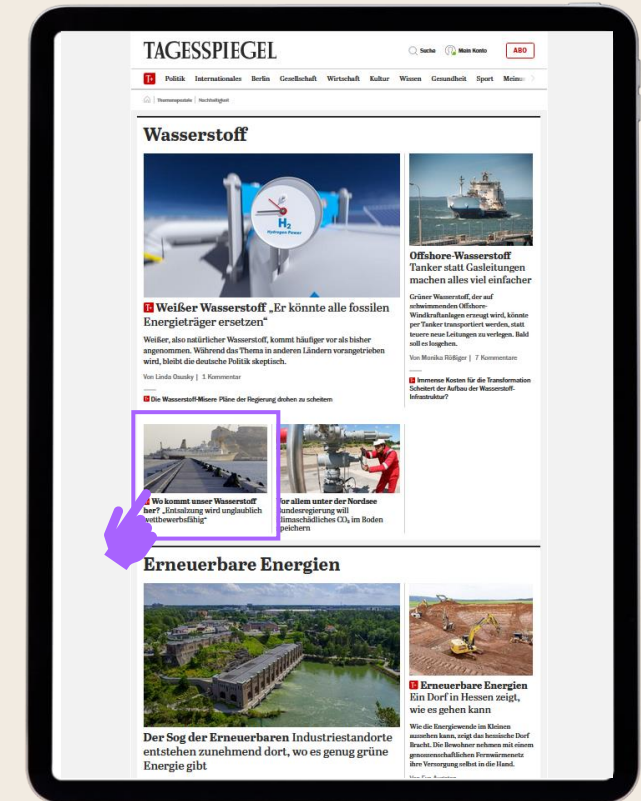 TAGESSPIEGEL
Suche
Mein Konto
ABO
T+ Politik Internationales Berlin Gesellschaft Wirtschaft Kultur Wissen Gesundheit Sport
Themenspeziale | Nachhaltigkeit
Wasserstoff
H2
Hydrogen Power
T+ Weißer Wasserstoff „Er könnte alle fossilen
Energieträger ersetzen“
Weißer, also natürlicher Wasserstoff, kommt häufiger vor als bisher
angenommen. Während das Thema in anderen Ländern vorangetrieben
wird, bleibt die deutsche Politik skeptisch.
Von Linda Osusky | 1 Kommentar
T+ Die Wasserstoff-Misere Pläne der Regierung drohen zu scheitern
Offshore-Wasserstoff
Tanker statt Gasleitungen
machen alles viel einfacher
Grüner Wasserstoff, der auf
schwimmenden Offshore-
Windkraftanlagen erzeugt wird, könnte
per Tanker transportiert werden, statt
teuere neue Leitungen zu verlegen. Bald
soll es losgehen.
Von Monika Rößiger | 7 Kommentare
T+ Immense Kosten für die Transformation
Scheitert der Aufbau der Wasserstoff-
Infrastruktur?
Wo kommt unser Wasserstoff
her? „Entsalzung wird unglaublich
wettbewerbsfähig“
Vor allem unter der Nordsee
Bundesregierung will
klimaschädliches CO₂ im Boden
speichern
Erneuerbare Energien
Der Sog der Erneuerbaren Industriestandorte
entstehen zunehmend dort, wo es genug grüne
Energie gibt
T+ Erneuerbare Energien
Ein Dorf in Hessen zeigt,
wie es gehen kann
Wie die Energiewende im Kleinen
aussehen kann, zeigt das hessische Dorf
Bracht. Die Bewohner nehmen mit einem
genossenschaftlichen Fernwärmenetz
ihre Versorgung selbst in die Hand.